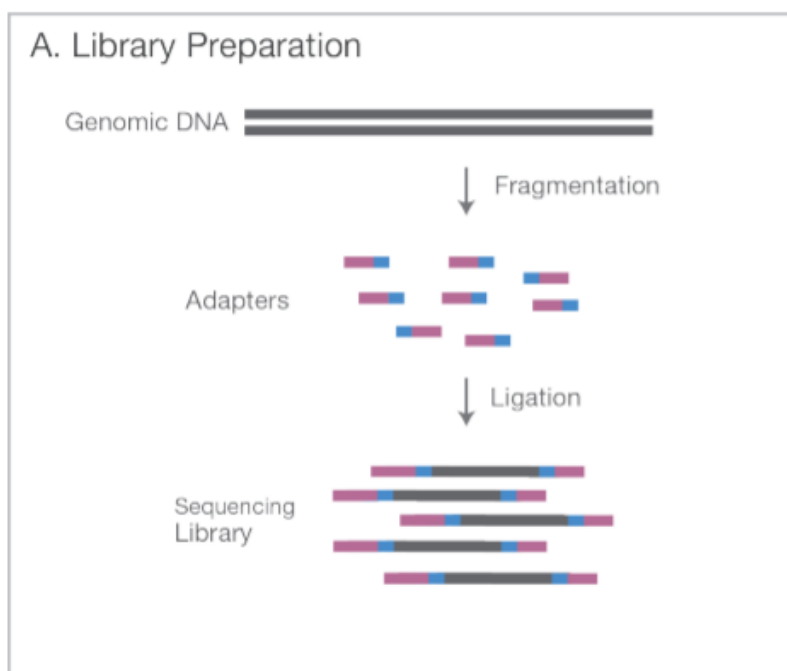 A. Library Preparation
Genomic DNA
Fragmentation
Adapters
Ligation
Sequencing
Library